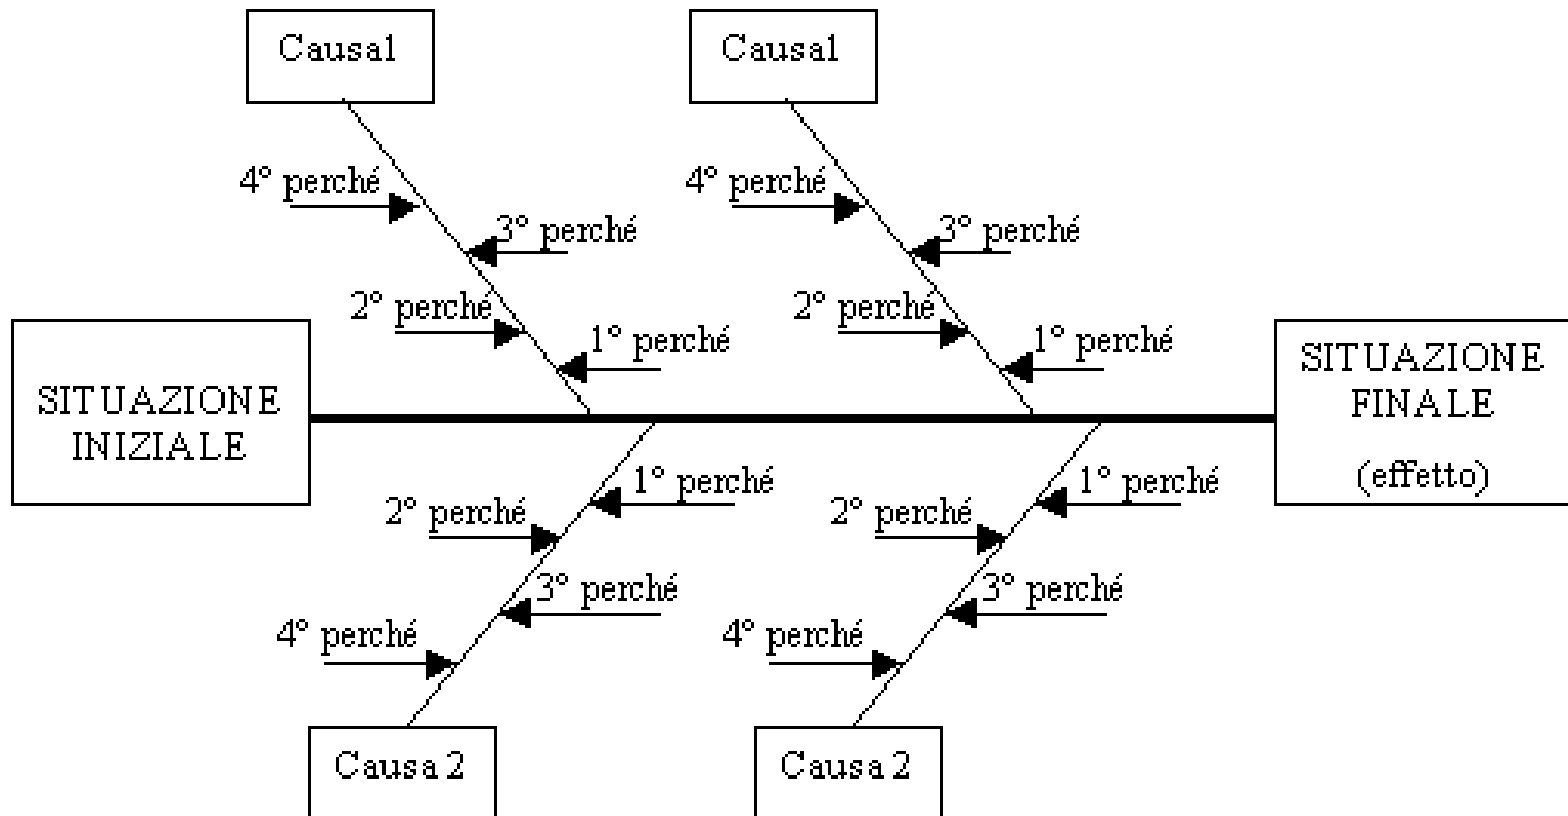 Causa1
Causa1
4° perché
4° perché
3° perché
3° perché
2° perché
2° perché
1° perché
1° perché
SITUAZIONE
INIZIALE
SITUAZIONE
FINALE
(effetto)
1° perché
1° perché
2° perché
2° perché
3° perché
3° perché
4° perché
4° perché
Causa 2
Causa 2